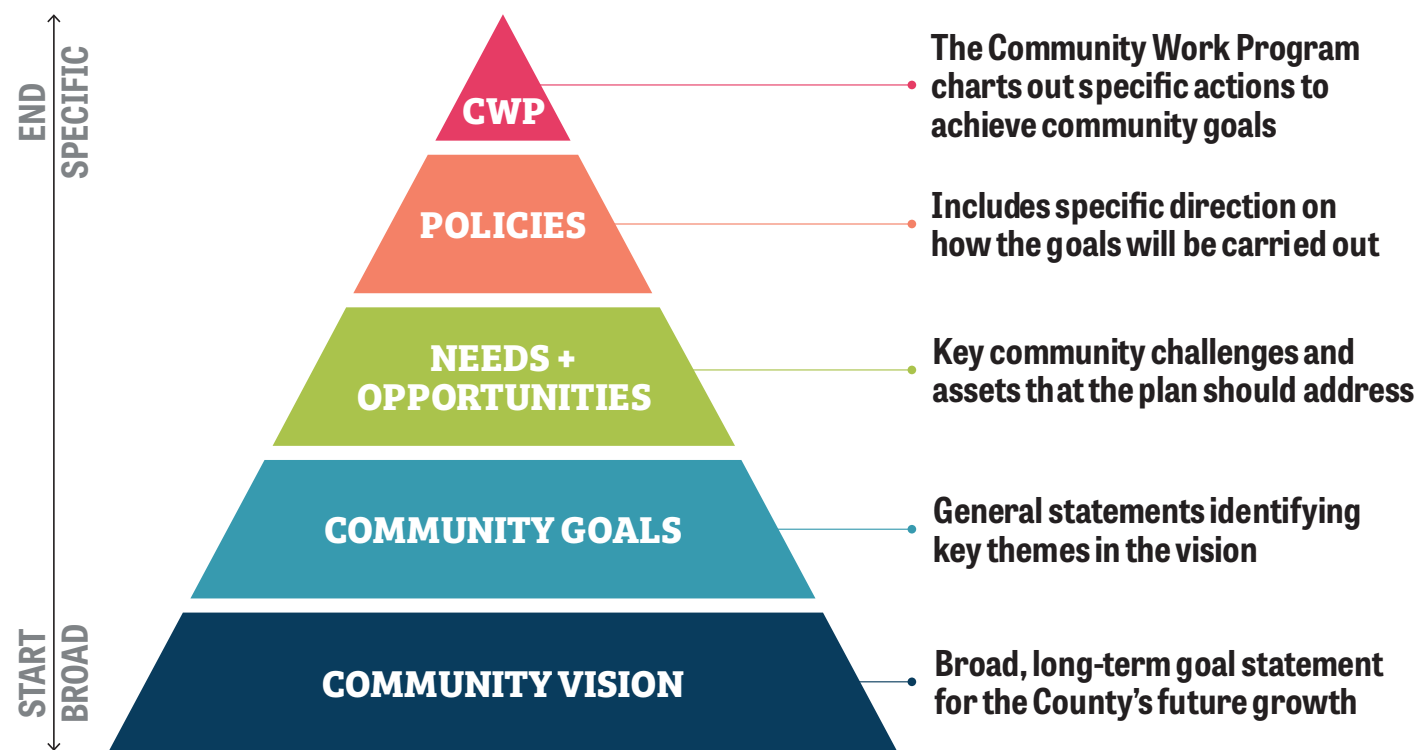 END
SPECIFIC
CWP
The Community Work Program
charts out specific actions to
achieve community goals
POLICIES
Includes specific direction on
how the goals will be carried out
NEEDS +
OPPORTUNITIES
Key community challenges and
assets that the plan should address
COMMUNITY GOALS
General statements identifying
key themes in the vision
START
BROAD
COMMUNITY VISION
Broad, long-term goal statement
for the County’s future growth